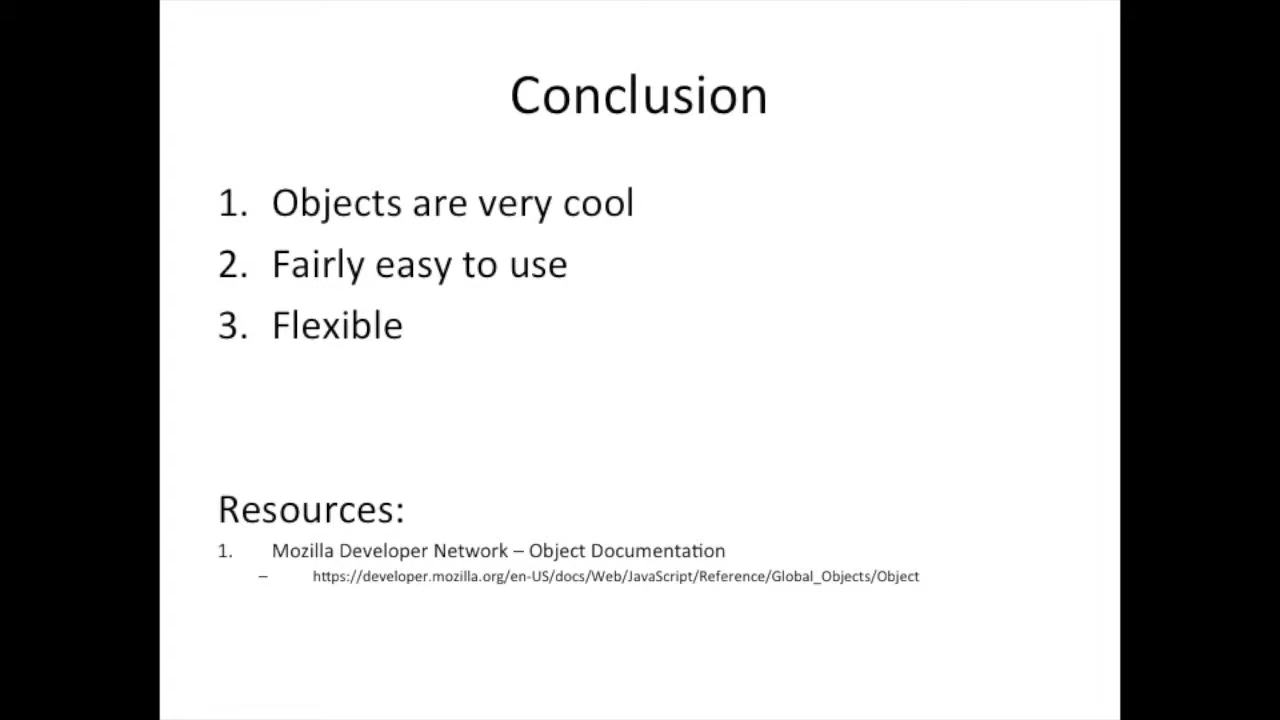 Conclusion
1. Objects are very cool
2. Fairly easy to use
3. Flexible
Resources:
1. Mozilla Developer Network – Object Documentation
– https://developer.mozilla.org/en-US/docs/Web/JavaScript/Reference/Global_Objects/Object